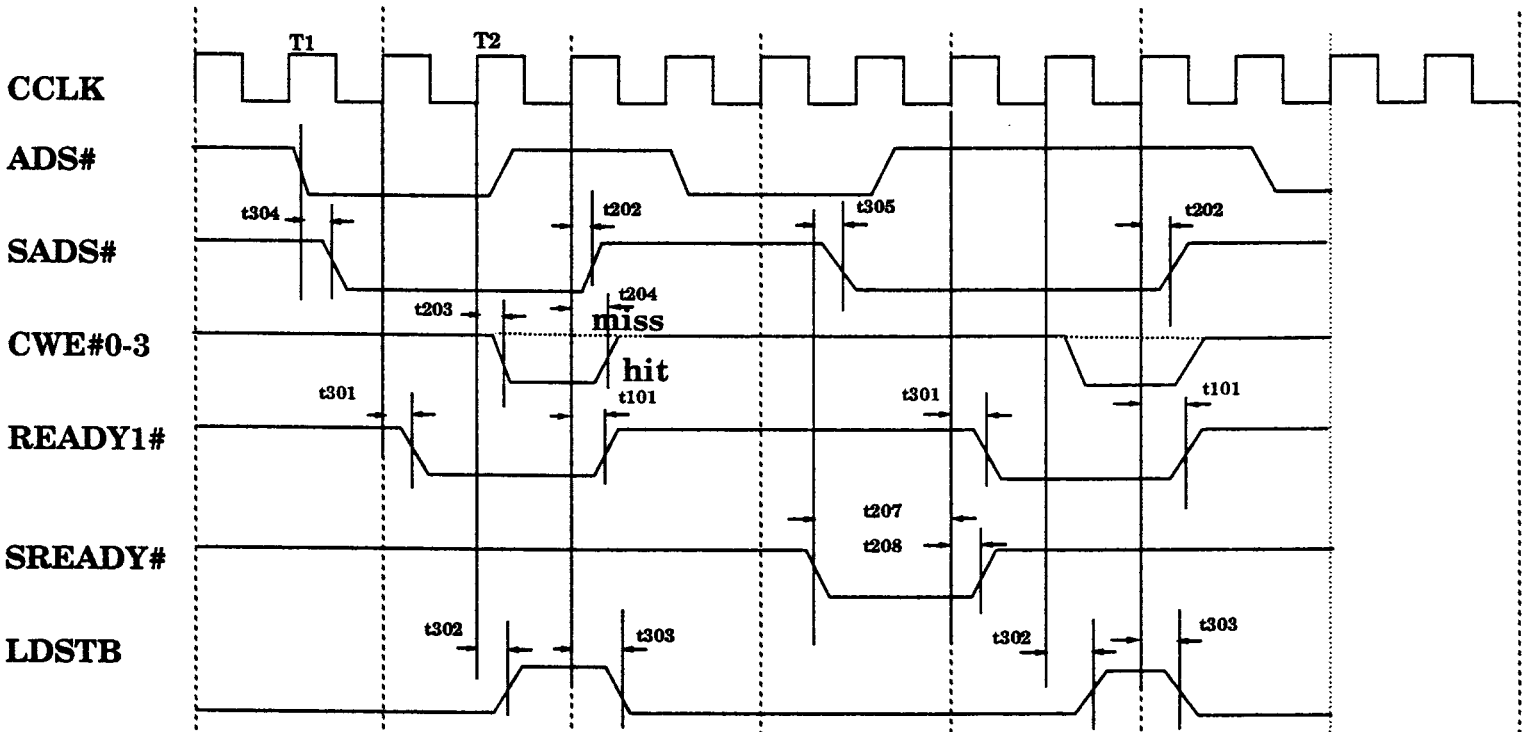 T1 T2
CCLK
ADS#
t304 t202 t305 t202
SADS#
t203 t204
miss
CWE#0-3
hit
t301 t101 t301 t101
READY1#
t207
t208
SREADY#
t302 t303 t302 t303
LDSTB